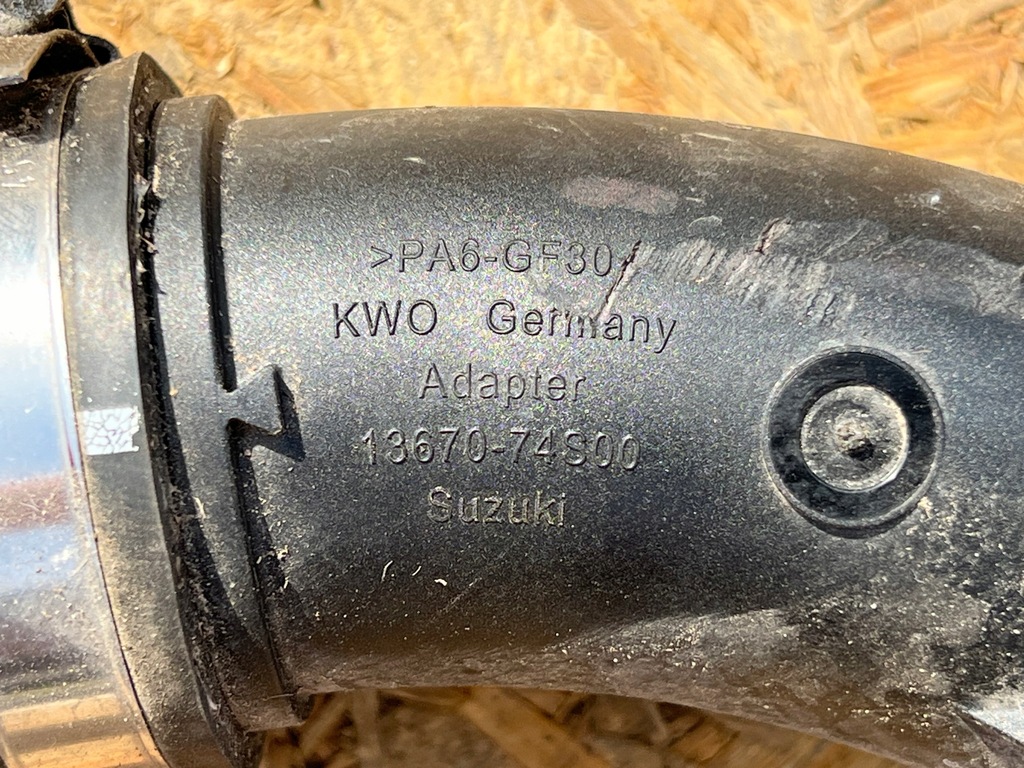 >PA6-GF30<
KWO Germany
Adapter
13670-74S00
Suzuki